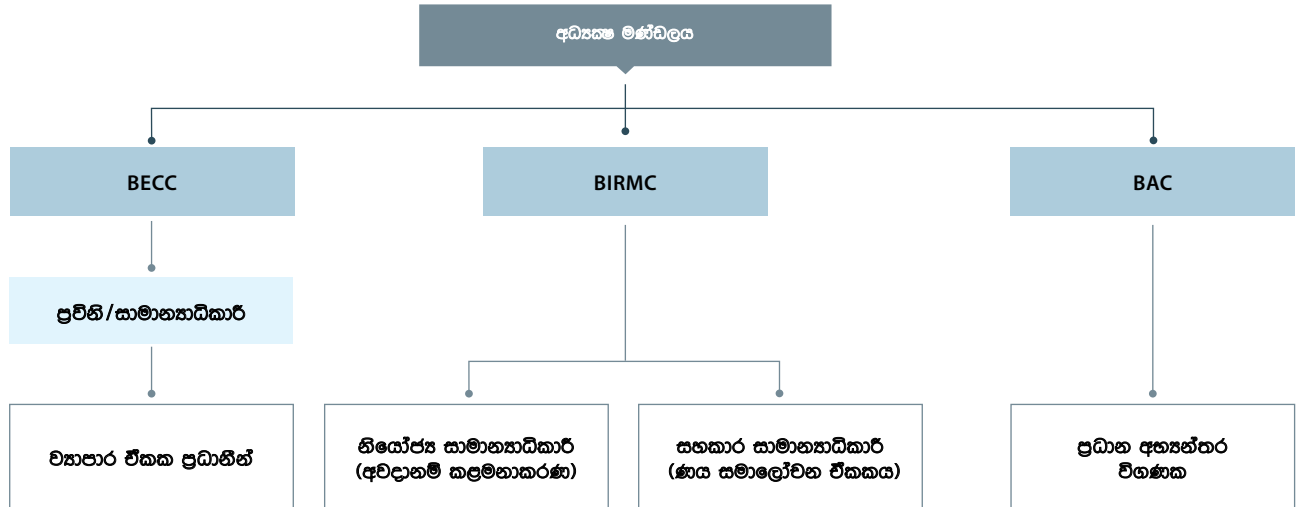 අධ්‍යක්ෂ මණ්ඩලය
BECC
BIRMC
BAC
ප්‍රවිනි/සාමාන්‍යාධිකාරී
ව්‍යාපාර ඒකක ප්‍රධානීන්
නියෝජ්‍ය සාමාන්‍යාධිකාරී
(අවදානම් කළමනාකරණ)
සහකාර සාමාන්‍යාධිකාරී
(ණය සමාලෝචන ඒකකය)
ප්‍රධාන අභ්‍යන්තර
විගණක